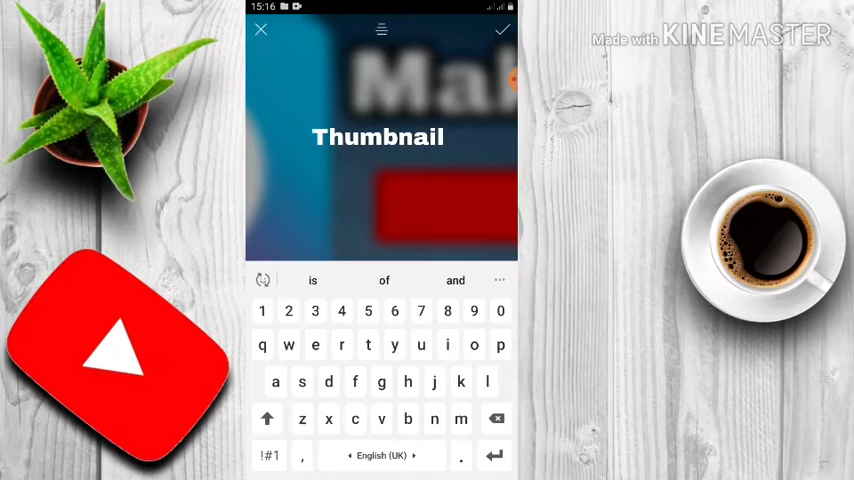 15:16
Made with KINEMASTER
Mak
Thumbnail
is of and
1 2 3 4 5 6 7 8 9 0
q w e r t y u i o p
a s d f g h j k l
z x c v b n m
!#1 , English (UK) .